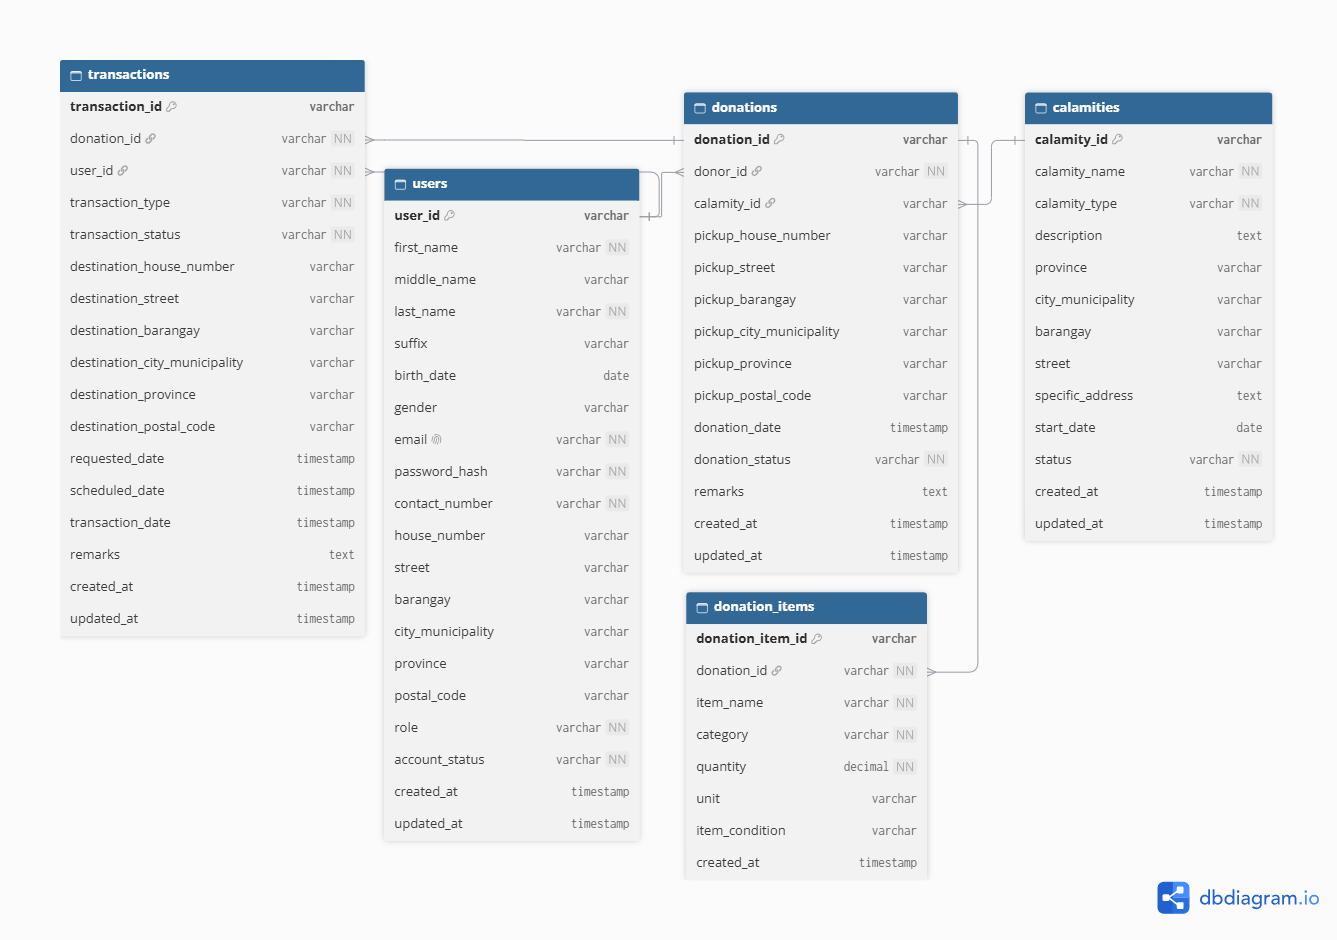 transactions
transaction_id varchar
donation_id varchar NN
user_id varchar NN
transaction_type varchar NN
transaction_status varchar NN
destination_house_number varchar
destination_street varchar
destination_barangay varchar
destination_city_municipality varchar
destination_province varchar
destination_postal_code varchar
requested_date timestamp
scheduled_date timestamp
transaction_date timestamp
remarks text
created_at timestamp
updated_at timestamp
users
user_id varchar
first_name varchar NN
middle_name varchar
last_name varchar NN
suffix varchar
birth_date date
gender varchar
email varchar NN
password_hash varchar NN
contact_number varchar NN
house_number varchar
street varchar
barangay varchar
city_municipality varchar
province varchar
postal_code varchar
role varchar NN
account_status varchar NN
created_at timestamp
updated_at timestamp
donations
donation_id varchar
donor_id varchar NN
calamity_id varchar
pickup_house_number varchar
pickup_street varchar
pickup_barangay varchar
pickup_city_municipality varchar
pickup_province varchar
pickup_postal_code varchar
donation_date timestamp
donation_status varchar NN
remarks text
created_at timestamp
updated_at timestamp
donation_items
donation_item_id varchar
donation_id varchar NN
item_name varchar NN
category varchar NN
quantity decimal NN
unit varchar
item_condition varchar
created_at timestamp
calamities
calamity_id varchar
calamity_name varchar NN
calamity_type varchar NN
description text
province varchar
city_municipality varchar
barangay varchar
street varchar
specific_address text
start_date date
status varchar NN
created_at timestamp
updated_at timestamp
dbdiagram.io